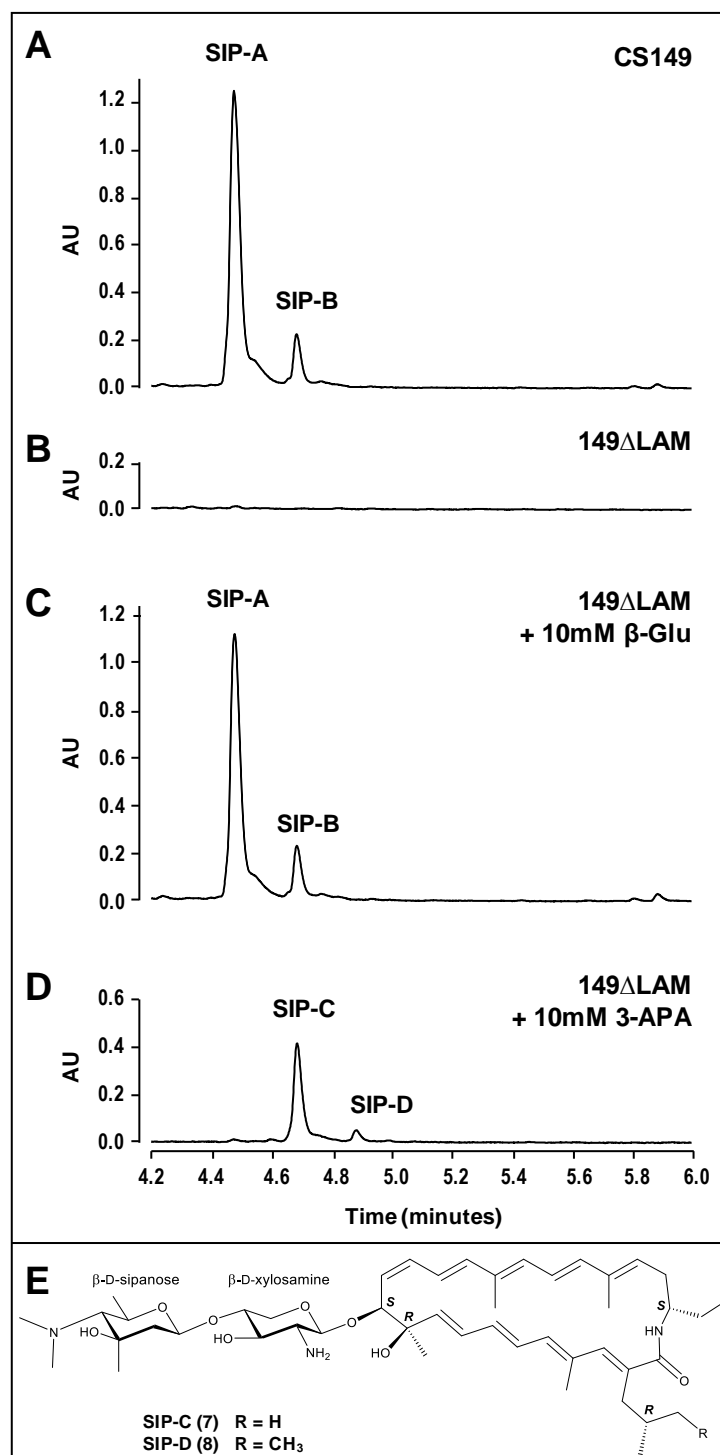 A
SIP-A
CS149
1.2
1.0
0.8
0.6
0.4
0.2
0.0
AU
SIP-B
B
149ΔLAM
0.2
0.0
AU
C
SIP-A
149ΔLAM
+ 10mM β-Glu
1.2
1.0
0.8
0.6
0.4
0.2
0.0
AU
SIP-B
D
149ΔLAM
+ 10mM 3-APA
0.6
0.4
0.2
0.0
AU
SIP-C
SIP-D
4.2 4.4 4.6 4.8 5.0 5.2 5.4 5.6 5.8 6.0
Time (minutes)
E
β-D-sipanose β-D-xylosamine
N O O O O O S R S
HO HO NH2 HO HN O
R R
SIP-C (7) R = H
SIP-D (8) R = CH3